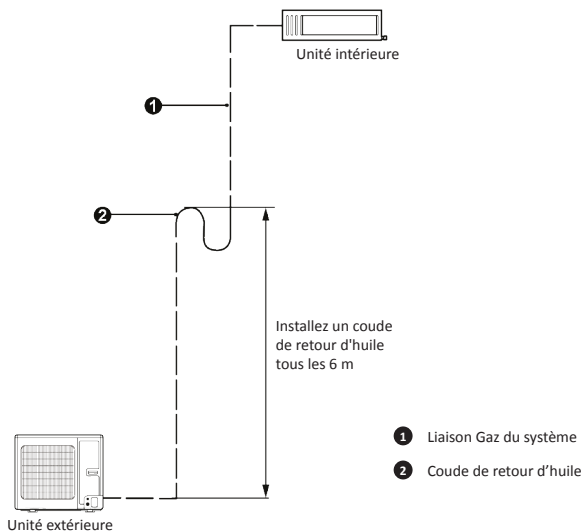 Unité intérieure
1
2
Installez un coude
de retour d'huile
tous les 6 m
1 Liaison Gaz du système
2 Coude de retour d’huile
Unité extérieure